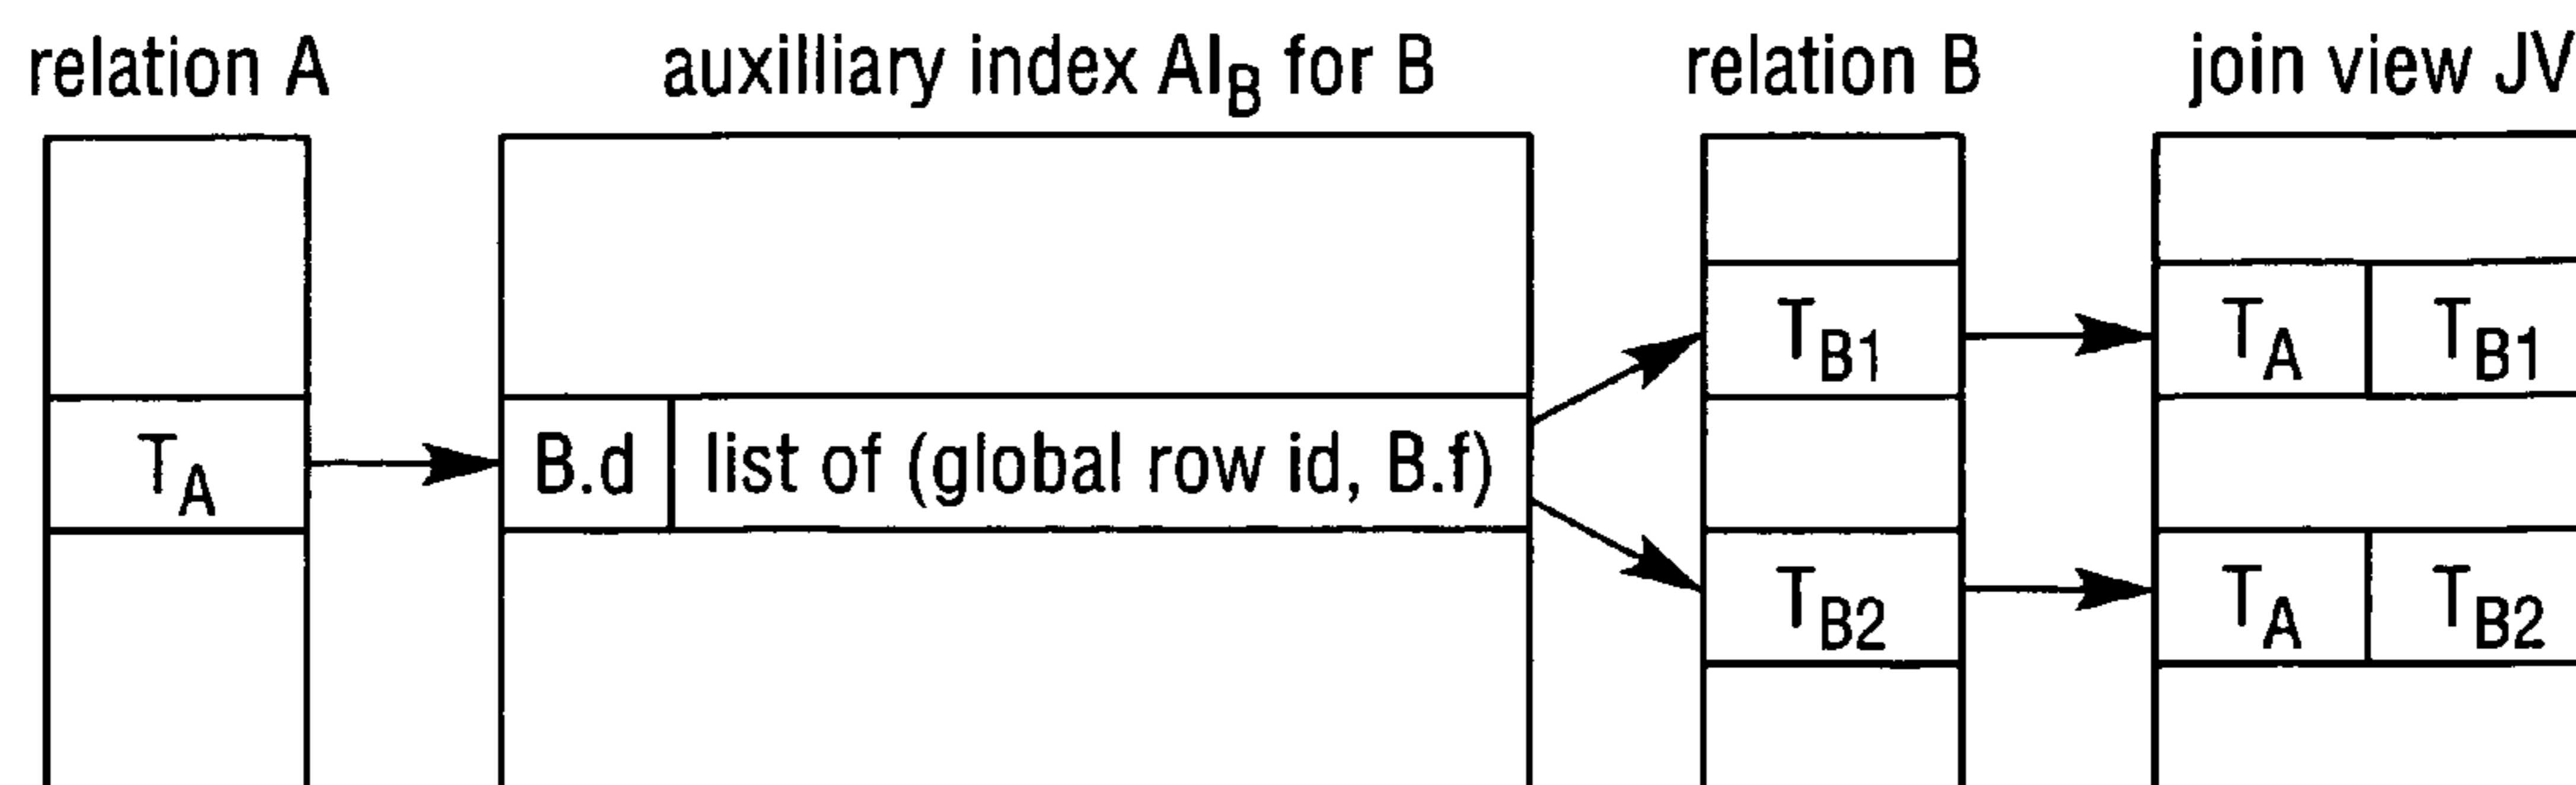 relation A auxilliary index AI_B for B relation B join view JV
T_B1 T_A T_B1
T_A B.d list of (global row id, B.f)
T_B2 T_A T_B2